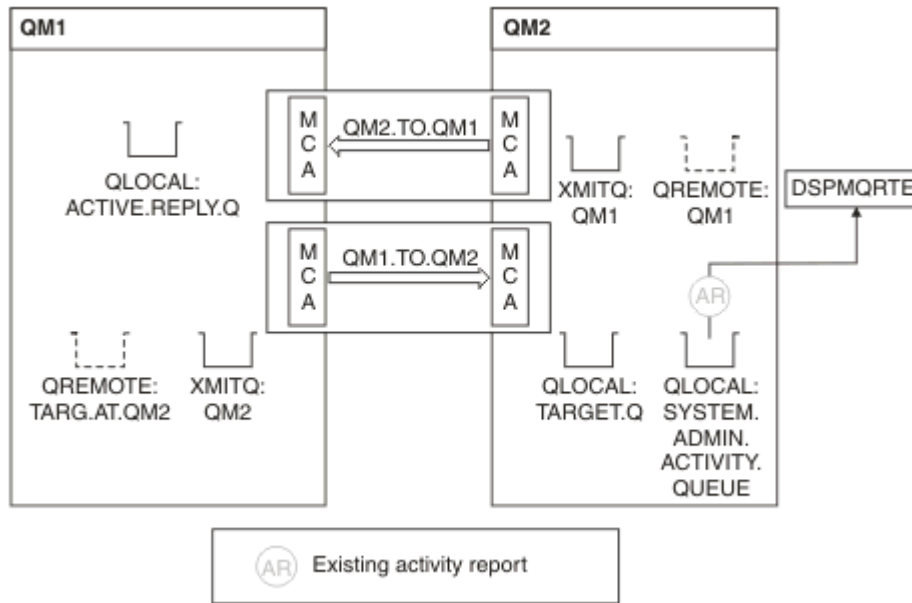 QM1
QM2
M
C
A
QM2.TO.QM1
M
C
A
QLOCAL:
ACTIVE.REPLY.Q
XMITQ:
QM1
QREMOTE:
QM1
DSPMQRTE
M
C
A
QM1.TO.QM2
M
C
A
AR
QREMOTE:
TARG.AT.QM2
XMITQ:
QM2
QLOCAL:
TARGET.Q
QLOCAL:
SYSTEM.
ADMIN.
ACTIVITY.
QUEUE
AR
Existing activity report